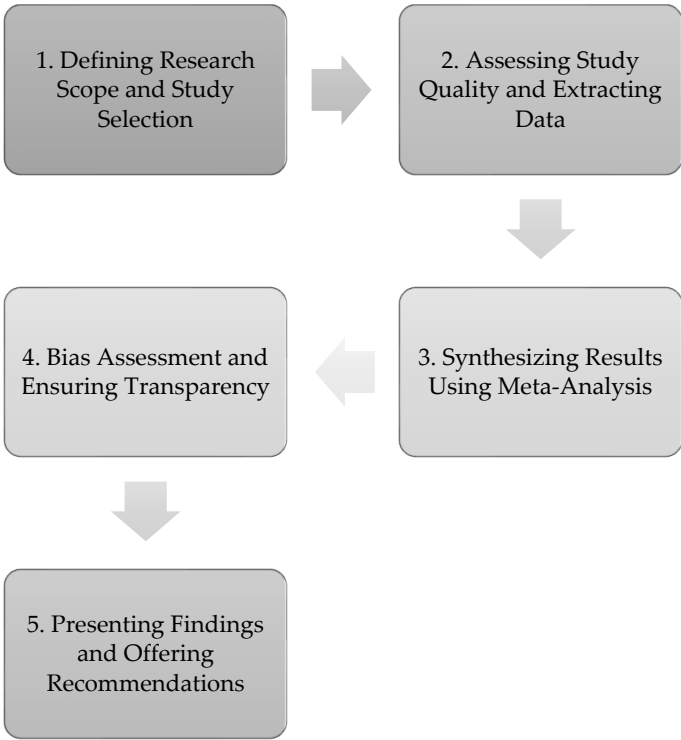 1. Defining Research
Scope and Study
Selection
2. Assessing Study
Quality and Extracting
Data
3. Synthesizing Results
Using Meta-Analysis
4. Bias Assessment and
Ensuring Transparency
5. Presenting Findings
and Offering
Recommendations